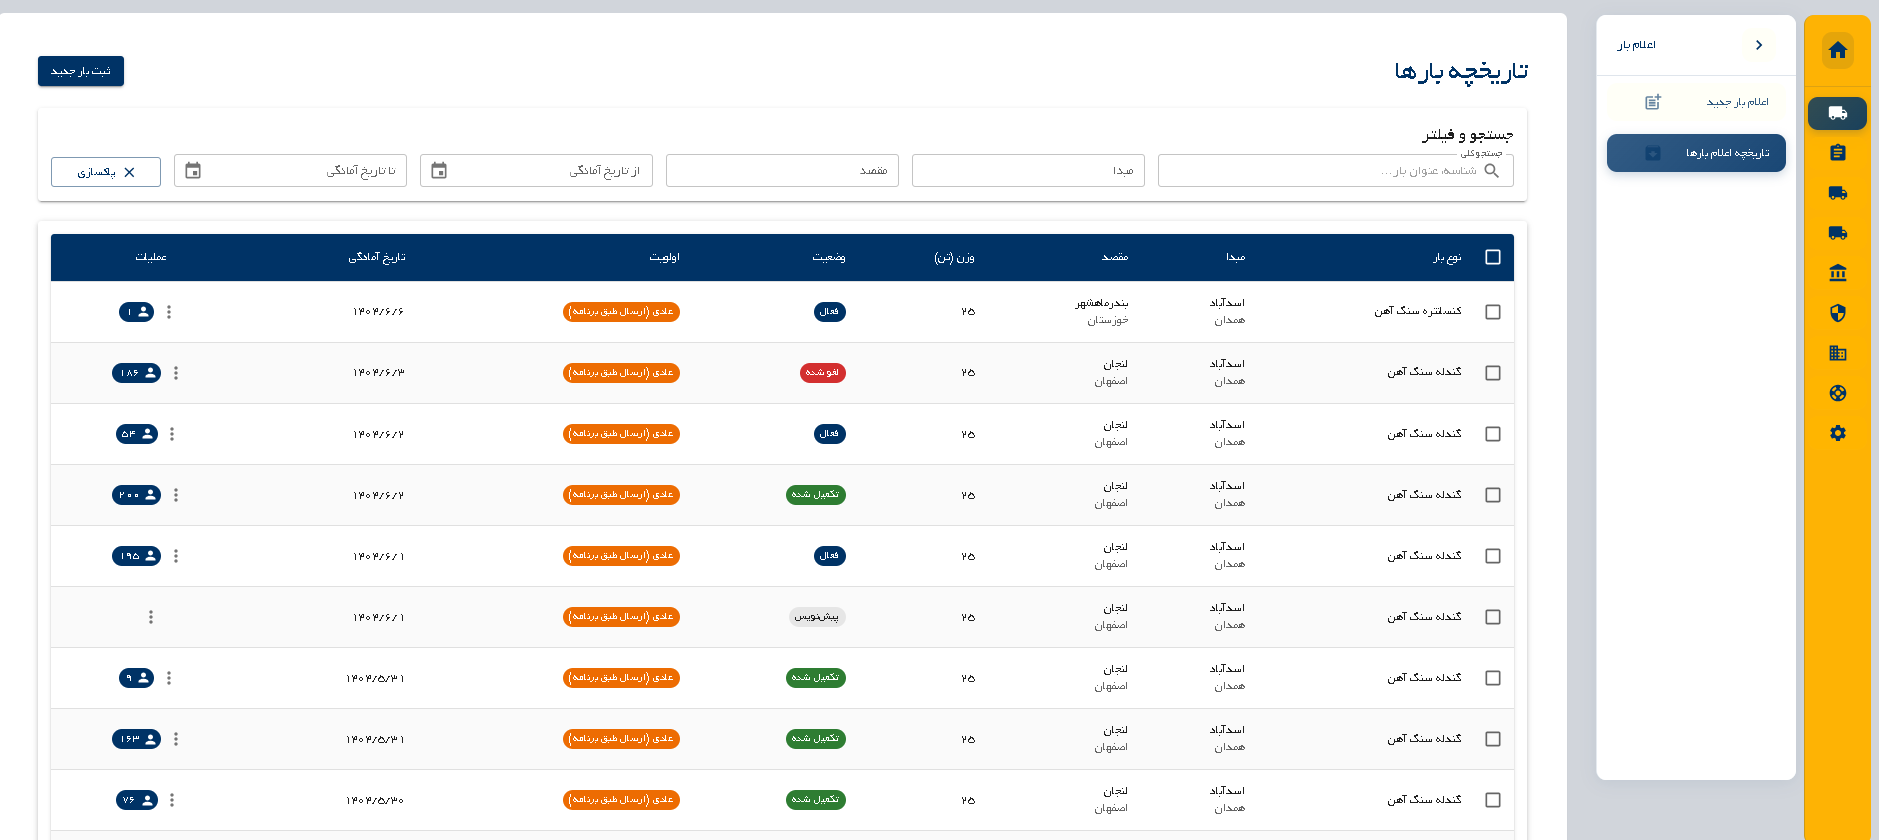 اعلام بار
اعلام بار جدید
تاریخچه اعلام بارها
تاریخچه بار ها
ثبت بار جدید
جستجو و فیلتر
جستجو کلی
شناسه، عنوان بار ...
مبدا
مقصد
از تاریخ آمادگی
تا تاریخ آمادگی
پاکسازی
نوع بار مبدا مقصد وزن (تن) وضعیت اولویت تاریخ آمادگی عملیات
کنسانتره سنگ آهن اسدآباد بندرماهشهر ۲۵ فعال عادی (ارسال طبق برنامه) ۱۴۰۴/۶/۶ ۱
همدان خوزستان
گندله سنگ آهن اسدآباد لنجان ۲۵ لغو شده عادی (ارسال طبق برنامه) ۱۴۰۴/۶/۳ ۱۸۶
همدان اصفهان
گندله سنگ آهن اسدآباد لنجان ۲۵ فعال عادی (ارسال طبق برنامه) ۱۴۰۴/۶/۲ ۵۴
همدان اصفهان
گندله سنگ آهن اسدآباد لنجان ۲۵ تکمیل شده عادی (ارسال طبق برنامه) ۱۴۰۴/۶/۲ ۲۰۰
همدان اصفهان
گندله سنگ آهن اسدآباد لنجان ۲۵ فعال عادی (ارسال طبق برنامه) ۱۴۰۴/۶/۱ ۱۹۵
همدان اصفهان
گندله سنگ آهن اسدآباد لنجان ۲۵ پیش‌نویس عادی (ارسال طبق برنامه) ۱۴۰۴/۶/۱
همدان اصفهان
گندله سنگ آهن اسدآباد لنجان ۲۵ تکمیل شده عادی (ارسال طبق برنامه) ۱۴۰۴/۵/۳۱ ۹
همدان اصفهان
گندله سنگ آهن اسدآباد لنجان ۲۵ تکمیل شده عادی (ارسال طبق برنامه) ۱۴۰۴/۵/۳۱ ۱۶۳
همدان اصفهان
گندله سنگ آهن اسدآباد لنجان ۲۵ تکمیل شده عادی (ارسال طبق برنامه) ۱۴۰۴/۵/۳۰ ۷۶
همدان اصفهان